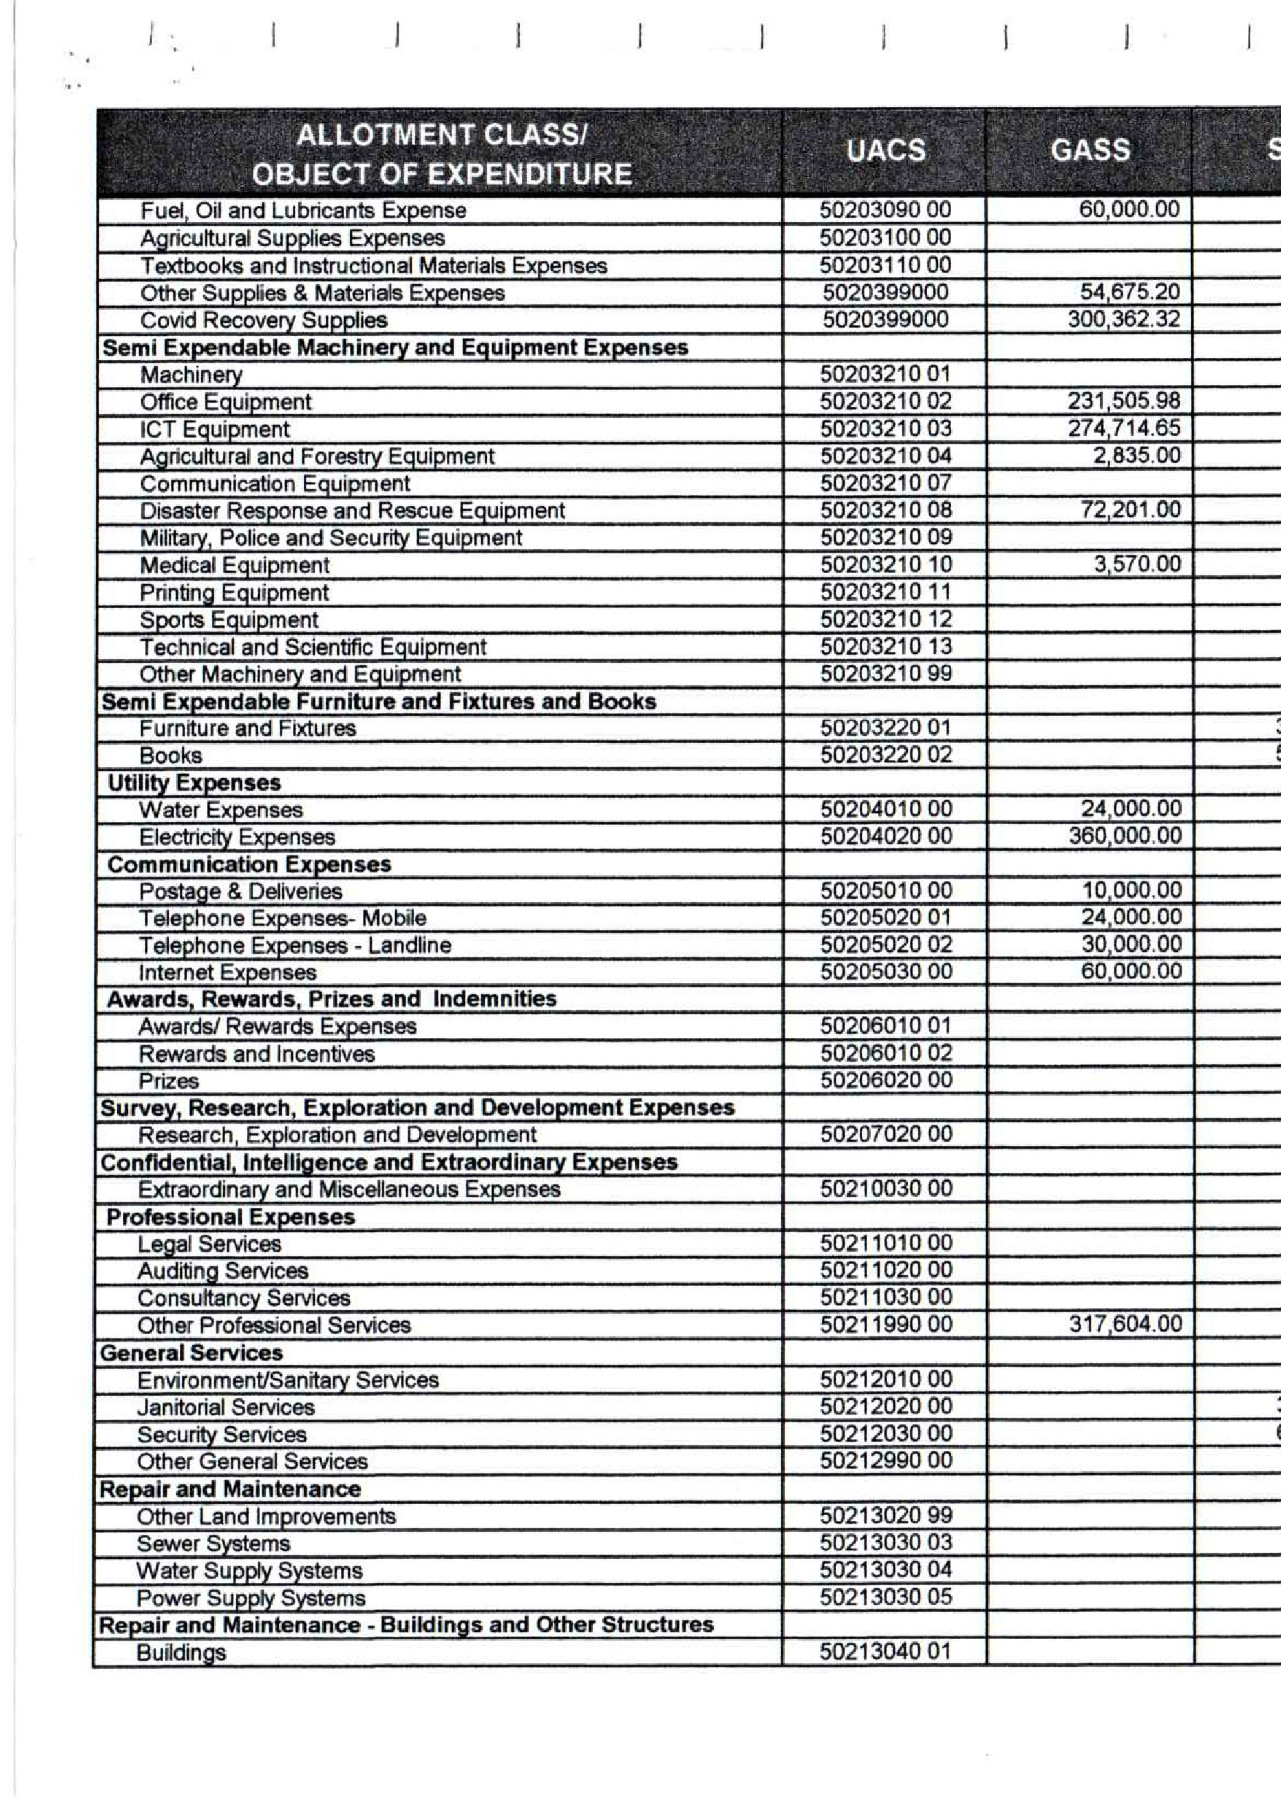 ALLOTMENT CLASS/
OBJECT OF EXPENDITURE UACS GASS S
Fuel, Oil and Lubricants Expense 50203090 00 60,000.00
Agricultural Supplies Expenses 50203100 00
Textbooks and Instructional Materials Expenses 50203110 00
Other Supplies & Materials Expenses 5020399000 54,675.20
Covid Recovery Supplies 5020399000 300,362.32
Semi Expendable Machinery and Equipment Expenses
Machinery 50203210 01
Office Equipment 50203210 02 231,505.98
ICT Equipment 50203210 03 274,714.65
Agricultural and Forestry Equipment 50203210 04 2,835.00
Communication Equipment 50203210 07
Disaster Response and Rescue Equipment 50203210 08 72,201.00
Military, Police and Security Equipment 50203210 09
Medical Equipment 50203210 10 3,570.00
Printing Equipment 50203210 11
Sports Equipment 50203210 12
Technical and Scientific Equipment 50203210 13
Other Machinery and Equipment 50203210 99
Semi Expendable Furniture and Fixtures and Books
Furniture and Fixtures 50203220 01
Books 50203220 02
Utility Expenses
Water Expenses 50204010 00 24,000.00
Electricity Expenses 50204020 00 360,000.00
Communication Expenses
Postage & Deliveries 50205010 00 10,000.00
Telephone Expenses- Mobile 50205020 01 24,000.00
Telephone Expenses - Landline 50205020 02 30,000.00
Internet Expenses 50205030 00 60,000.00
Awards, Rewards, Prizes and Indemnities
Awards/ Rewards Expenses 50206010 01
Rewards and Incentives 50206010 02
Prizes 50206020 00
Survey, Research, Exploration and Development Expenses
Research, Exploration and Development 50207020 00
Confidential, Intelligence and Extraordinary Expenses
Extraordinary and Miscellaneous Expenses 50210030 00
Professional Expenses
Legal Services 50211010 00
Auditing Services 50211020 00
Consultancy Services 50211030 00
Other Professional Services 50211990 00 317,604.00
General Services
Environment/Sanitary Services 50212010 00
Janitorial Services 50212020 00
Security Services 50212030 00
Other General Services 50212990 00
Repair and Maintenance
Other Land Improvements 50213020 99
Sewer Systems 50213030 03
Water Supply Systems 50213030 04
Power Supply Systems 50213030 05
Repair and Maintenance - Buildings and Other Structures
Buildings 50213040 01